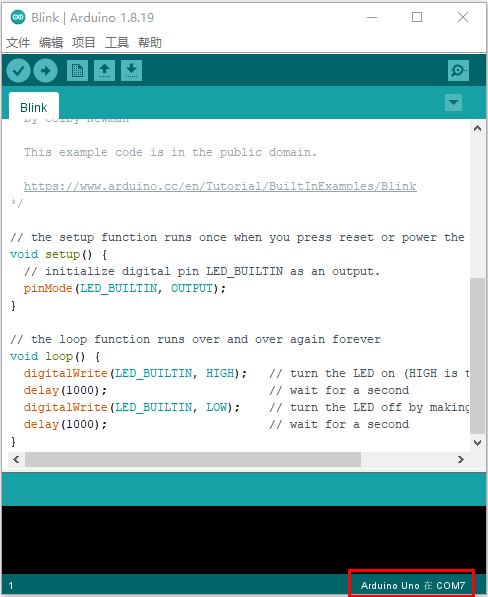 Blink | Arduino 1.8.19
文件 编辑 项目 工具 帮助
Blink
by Colby Newman
This example code is in the public domain.
https://www.arduino.cc/en/Tutorial/BuiltInExamples/Blink
*/
// the setup function runs once when you press reset or power the
void setup() {
// initialize digital pin LED_BUILTIN as an output.
pinMode(LED_BUILTIN, OUTPUT);
}
// the loop function runs over and over again forever
void loop() {
digitalWrite(LED_BUILTIN, HIGH); // turn the LED on (HIGH is t
delay(1000); // wait for a second
digitalWrite(LED_BUILTIN, LOW); // turn the LED off by making
delay(1000); // wait for a second
}
1 Arduino Uno 在 COM7